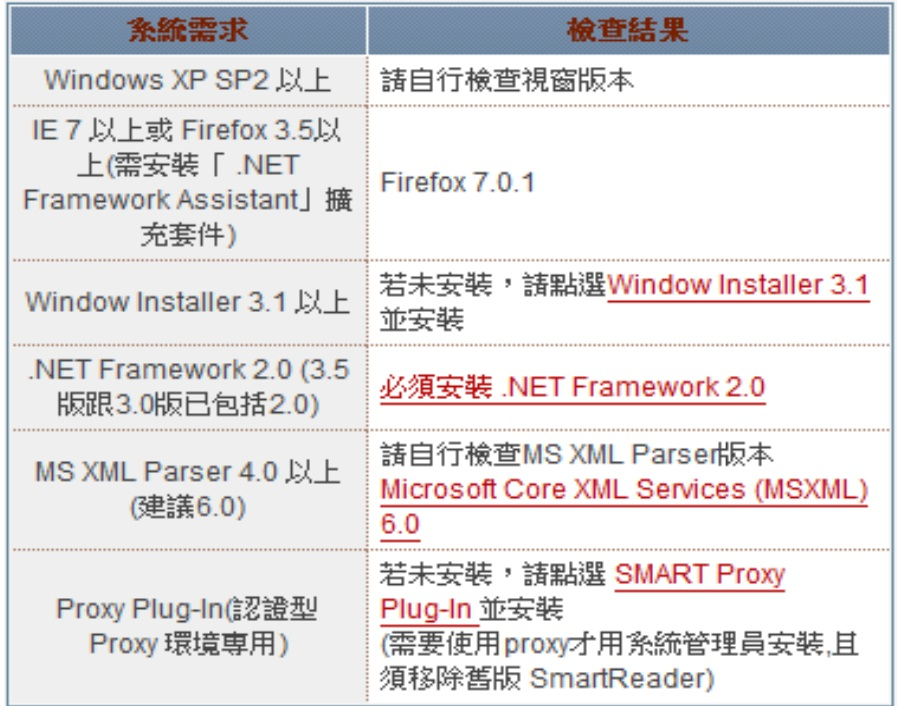 系統需求
檢查結果
Windows XP SP2 以上
請自行檢查視窗版本
IE 7 以上或 Firefox 3.5以
上(需安裝「 .NET
Framework Assistant」擴
充套件)
Firefox 7.0.1
Window Installer 3.1 以上
若未安裝，請點選Window Installer 3.1
並安裝
.NET Framework 2.0 (3.5
版跟3.0版已包括2.0)
必須安裝 .NET Framework 2.0
MS XML Parser 4.0 以上
(建議6.0)
請自行檢查MS XML Parser版本
Microsoft Core XML Services (MSXML)
6.0
Proxy Plug-In(認證型
Proxy 環境專用)
若未安裝，請點選 SMART Proxy
Plug-In 並安裝
(需要使用proxy才用系統管理員安裝,且
須移除舊版 SmartReader)